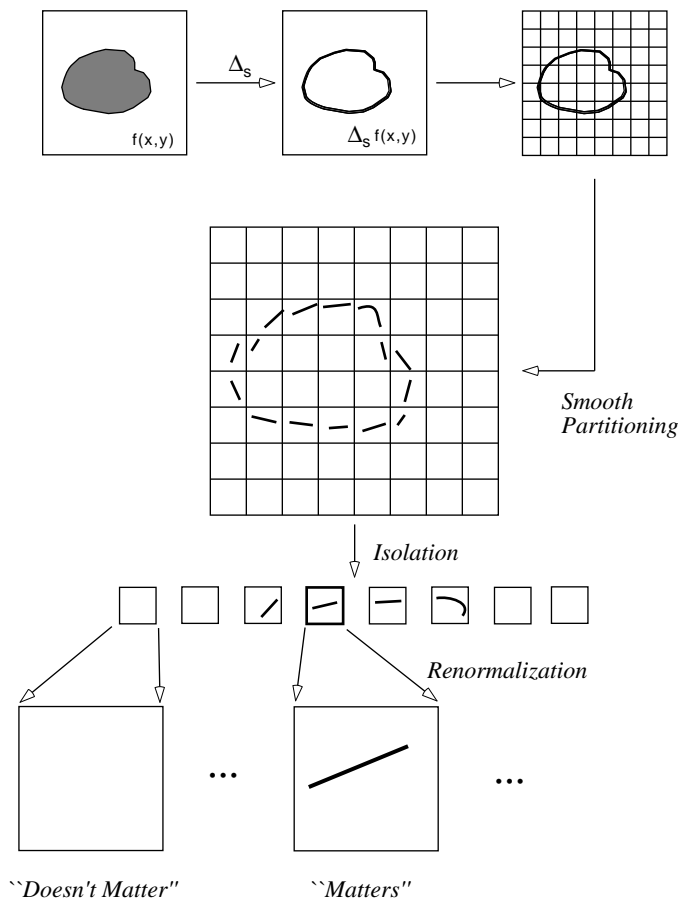 Δs
f(x,y)
Δs f(x,y)
Smooth
Partitioning
Isolation
Renormalization
...
...
``Doesn't Matter"
``Matters"